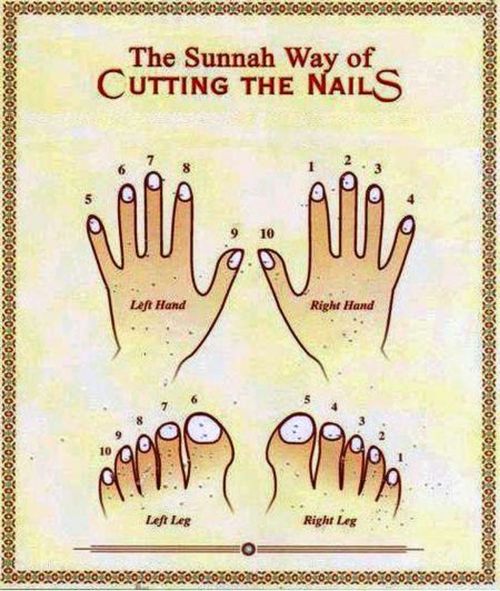 The Sunnah Way of
CUTTING THE NAILS
5 6 7 8 9
10 1 2 3 4
Left Hand
Right Hand
10 9 8 7 6
5 4 3 2 1
Left Leg
Right Leg